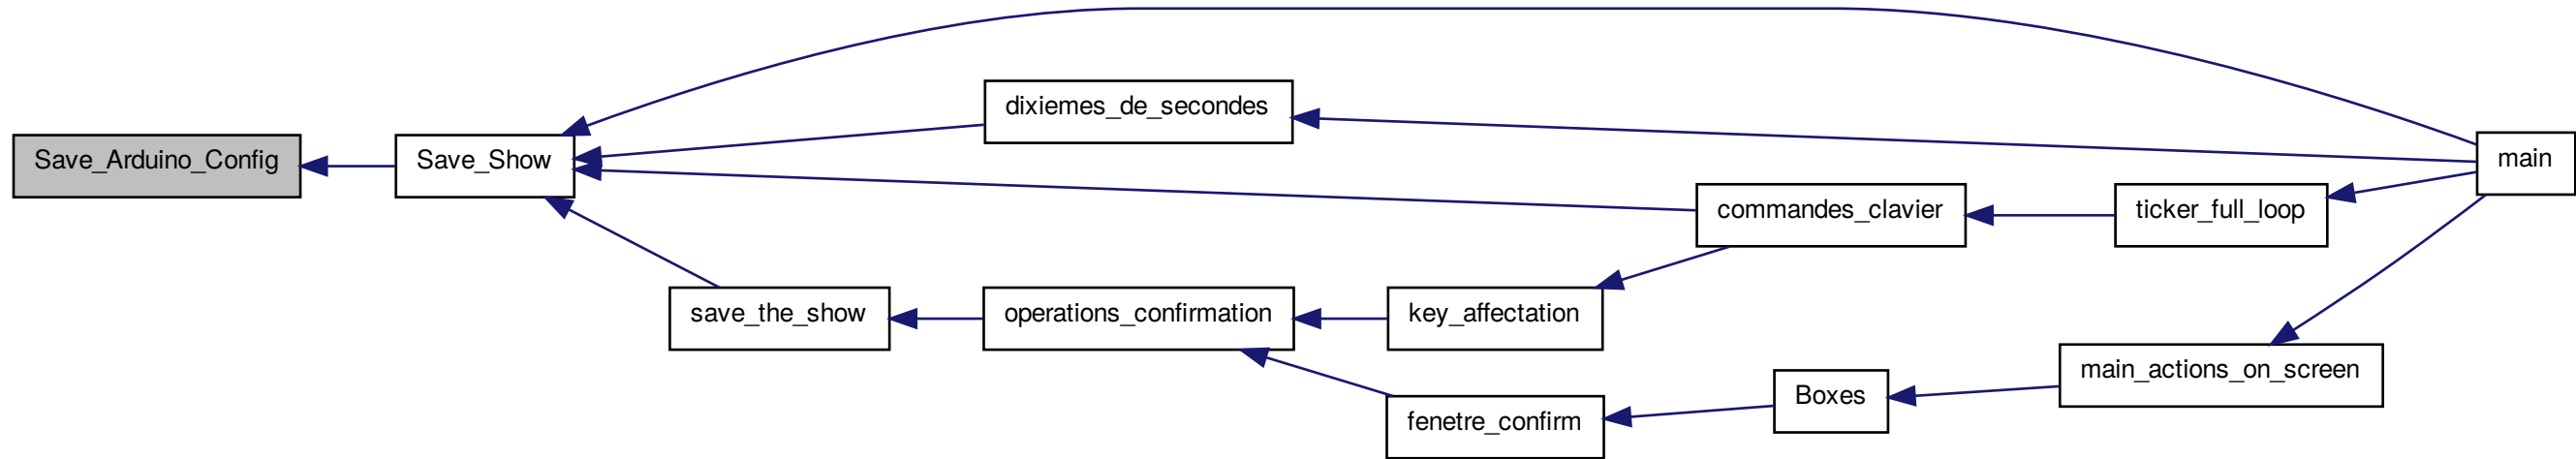 Save_Arduino_Config
Save_Show
dixiemes_de_secondes
main
commandes_clavier
ticker_full_loop
save_the_show
operations_confirmation
key_affectation
main_actions_on_screen
Boxes
fenetre_confirm